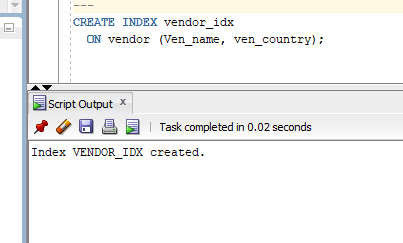 ---
CREATE INDEX vendor_idx
ON vendor (Ven_name, ven_country);
Script Output x
Task completed in 0.02 seconds
Index VENDOR_IDX created.